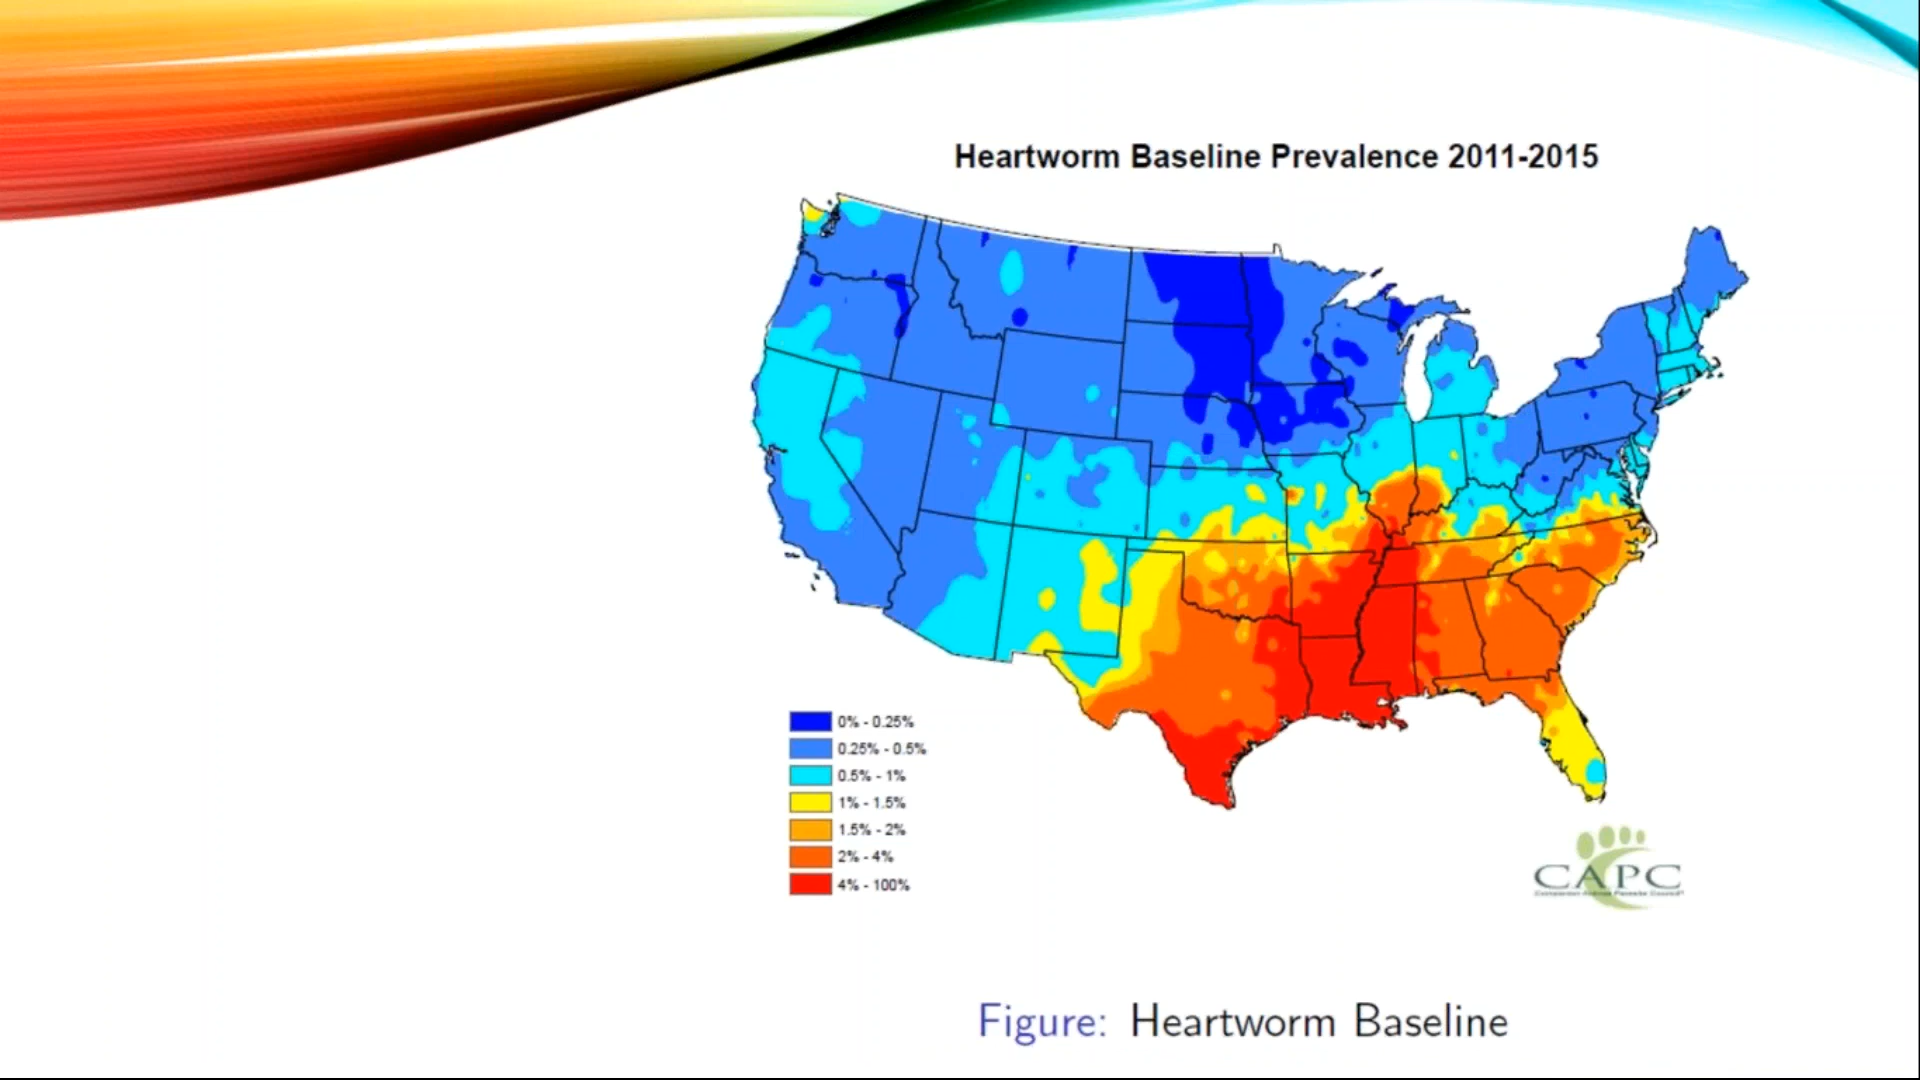 Heartworm Baseline Prevalence 2011-2015
0% - 0.25%
0.25% - 0.5%
0.5% - 1%
1% - 1.5%
1.5% - 2%
2% - 4%
4% - 100%
CAPC
Figure: Heartworm Baseline